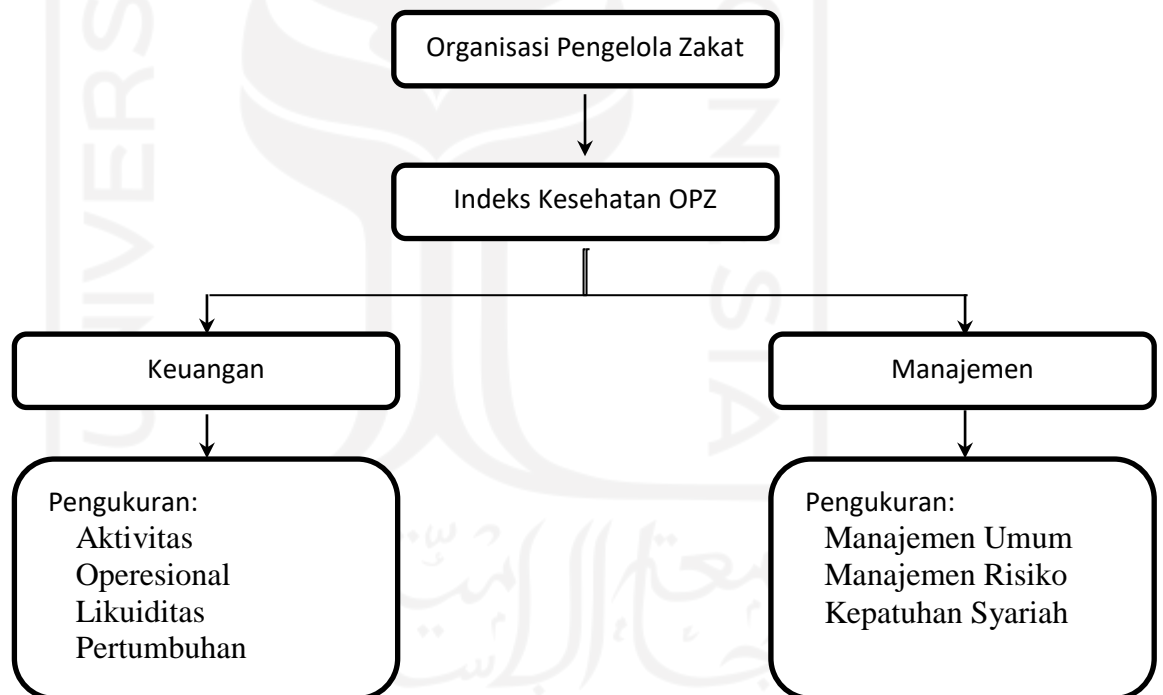 Organisasi Pengelola Zakat
Indeks Kesehatan OPZ
Keuangan
Manajemen
Pengukuran:
Aktivitas
Operesional
Likuiditas
Pertumbuhan
Pengukuran:
Manajemen Umum
Manajemen Risiko
Kepatuhan Syariah